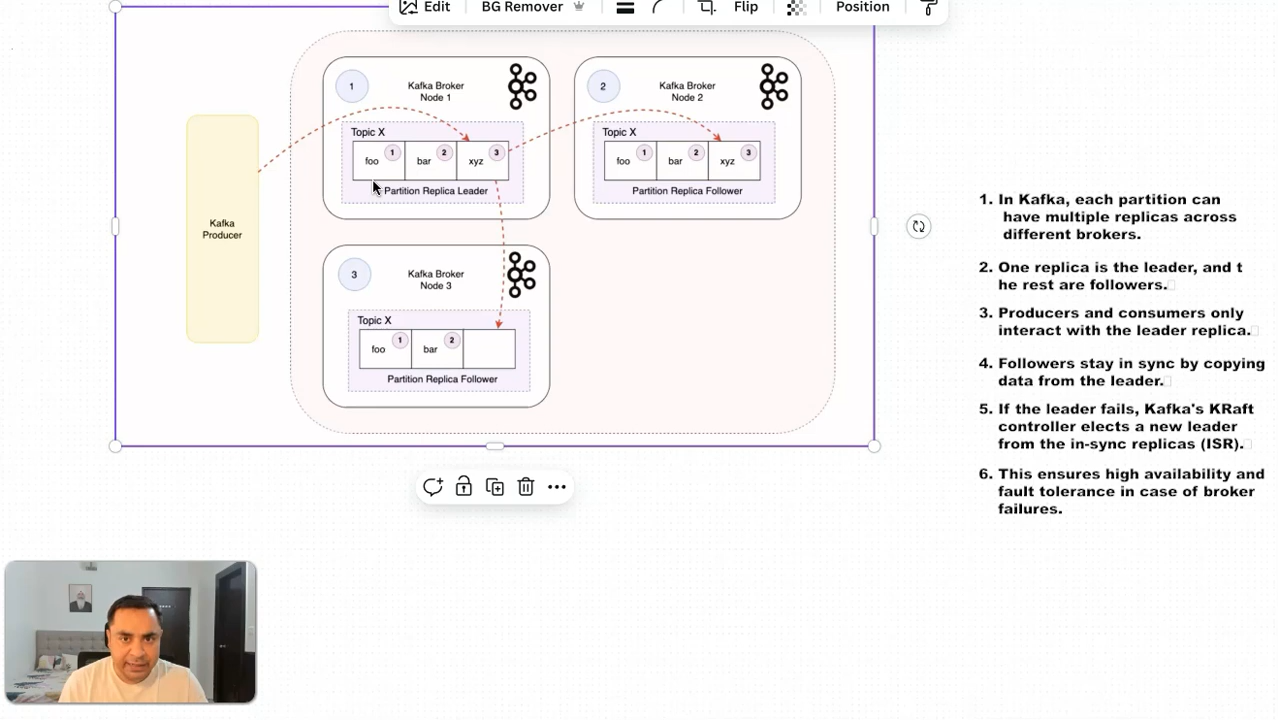 Edit BG Remover Flip Position
1 Kafka Broker
Node 1
Topic X
foo 1 bar 2 xyz 3
Partition Replica Leader
2 Kafka Broker
Node 2
Topic X
foo 1 bar 2 xyz 3
Partition Replica Follower
Kafka
Producer
3 Kafka Broker
Node 3
Topic X
foo 1 bar 2
Partition Replica Follower
1. In Kafka, each partition can
have multiple replicas across
different brokers.
2. One replica is the leader, and t
he rest are followers.
3. Producers and consumers only
interact with the leader replica.
4. Followers stay in sync by copying
data from the leader.
5. If the leader fails, Kafka's KRaft
controller elects a new leader
from the in-sync replicas (ISR).
6. This ensures high availability and
fault tolerance in case of broker
failures.